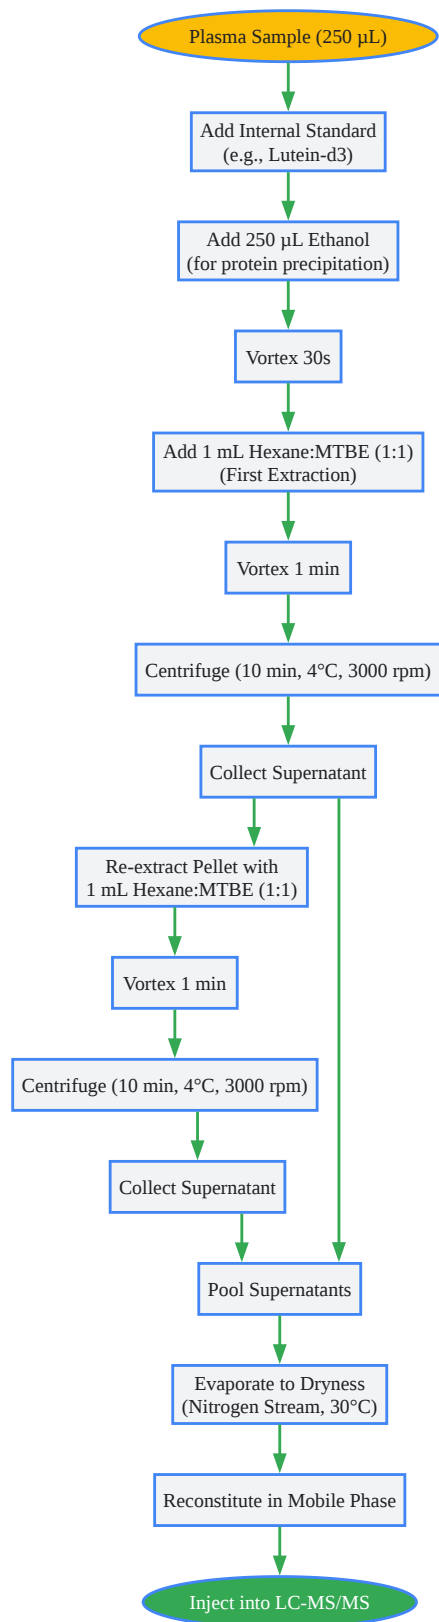 Plasma Sample (250 µL)
Add Internal Standard
(e.g., Lutein-d3)
Add 250 µL Ethanol
(for protein precipitation)
Vortex 30s
Add 1 mL Hexane:MTBE (1:1)
(First Extraction)
Vortex 1 min
Centrifuge (10 min, 4°C, 3000 rpm)
Collect Supernatant
Re-extract Pellet with
1 mL Hexane:MTBE (1:1)
Vortex 1 min
Centrifuge (10 min, 4°C, 3000 rpm)
Collect Supernatant
Pool Supernatants
Evaporate to Dryness
(Nitrogen Stream, 30°C)
Reconstitute in Mobile Phase
Inject into LC-MS/MS